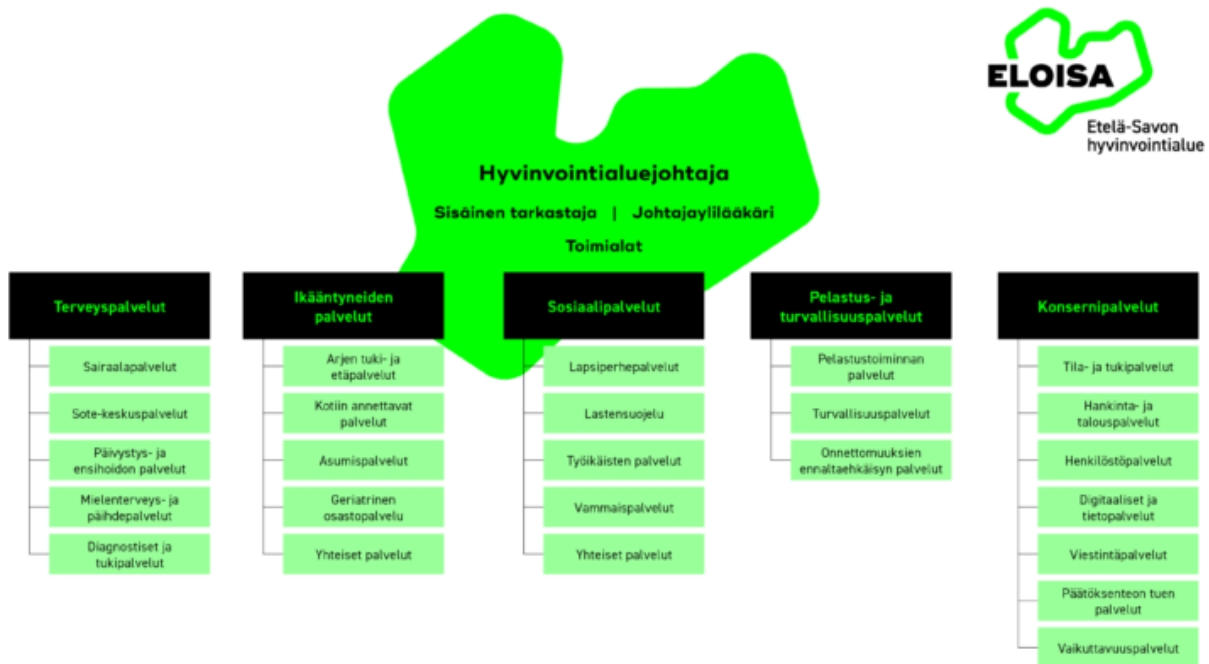 ELOISA
Etelä-Savon
hyvinvointialue
Hyvinvointialuejohtaja
Sisäinen tarkastaja | Johtajaylilääkäri
Toimialat
Terveyspalvelut
Sairaalapalvelut
Sote-keskuspalvelut
Päivystys- ja
ensihoidon palvelut
Mielenterveys- ja
päihdepalvelut
Diagnostiset ja
tukipalvelut
Ikääntyneiden
palvelut
Arjen tuki- ja
etäpalvelut
Kotiin annettavat
palvelut
Asumispalvelut
Geriatrinen
osastopalvelu
Yhteiset palvelut
Sosiaalipalvelut
Lapsiperhepalvelut
Lastensuojelu
Työikäisten palvelut
Vammaispalvelut
Yhteiset palvelut
Pelastus- ja
turvallisuuspalvelut
Pelastustoiminnan
palvelut
Turvallisuuspalvelut
Onnettomuuksien
ennaltaehkäisyn palvelut
Konsernipalvelut
Tila- ja tukipalvelut
Hankinta- ja
talouspalvelut
Henkilöstöpalvelut
Digitaaliset ja
tietopalvelut
Viestintäpalvelut
Päätöksenteon tuen
palvelut
Vaikuttavuuspalvelut